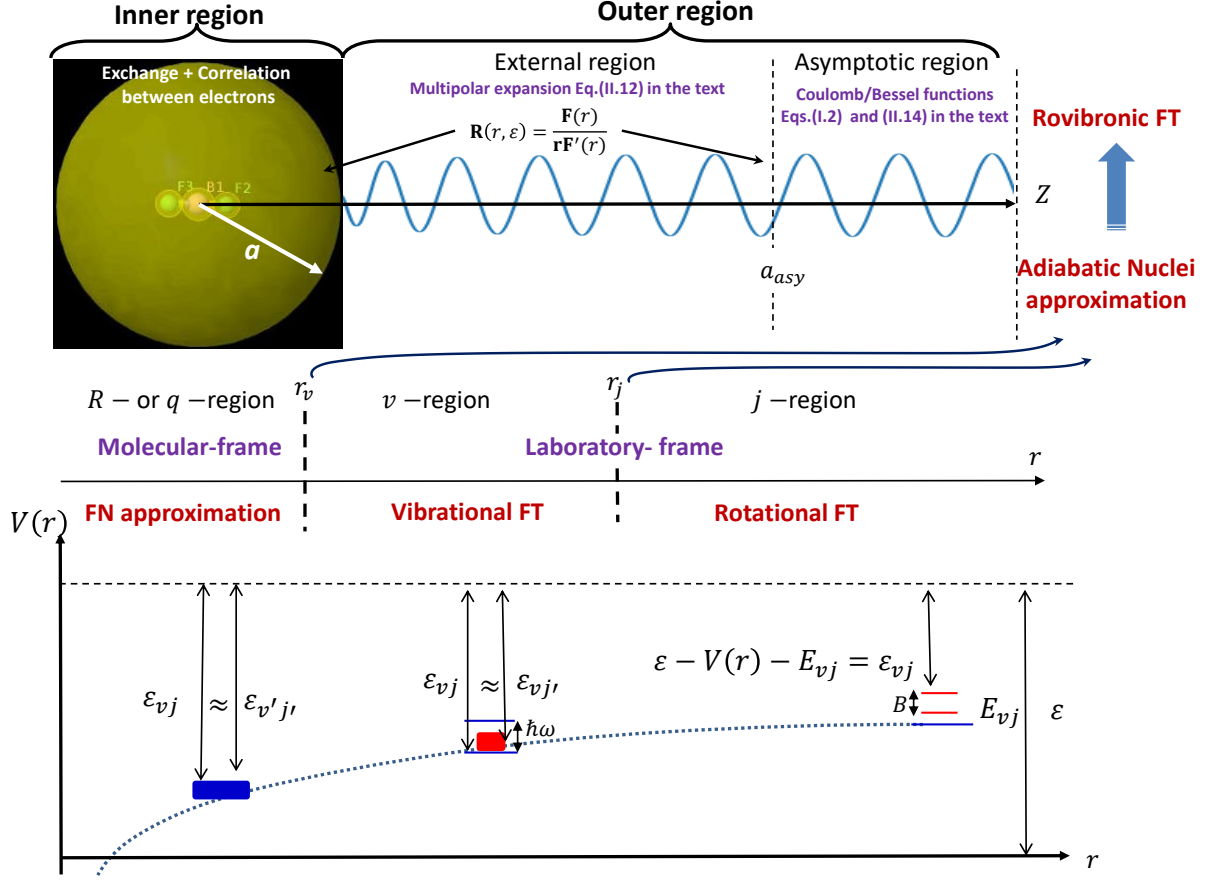 Inner region
Outer region
Exchange + Correlation
between electrons
External region
Multipolar expansion Eq.(II.12) in the text
Asymptotic region
Coulomb/Bessel functions
Eqs.(I.2) and (II.14) in the text
R(r, ε) = F(r) / rF′(r)
Rovibronic FT
F3 B1 F2
a
Z
a_asy
Adiabatic Nuclei
approximation
R − or q −region
r_v
v −region
r_j
j −region
Molecular-frame
Laboratory- frame
r
FN approximation
Vibrational FT
Rotational FT
V(r)
ε_vj ≈ ε_v'j'
ε_vj ≈ ε_vj'
ħω
ε − V(r) − E_vj = ε_vj
B
E_vj
ε
r